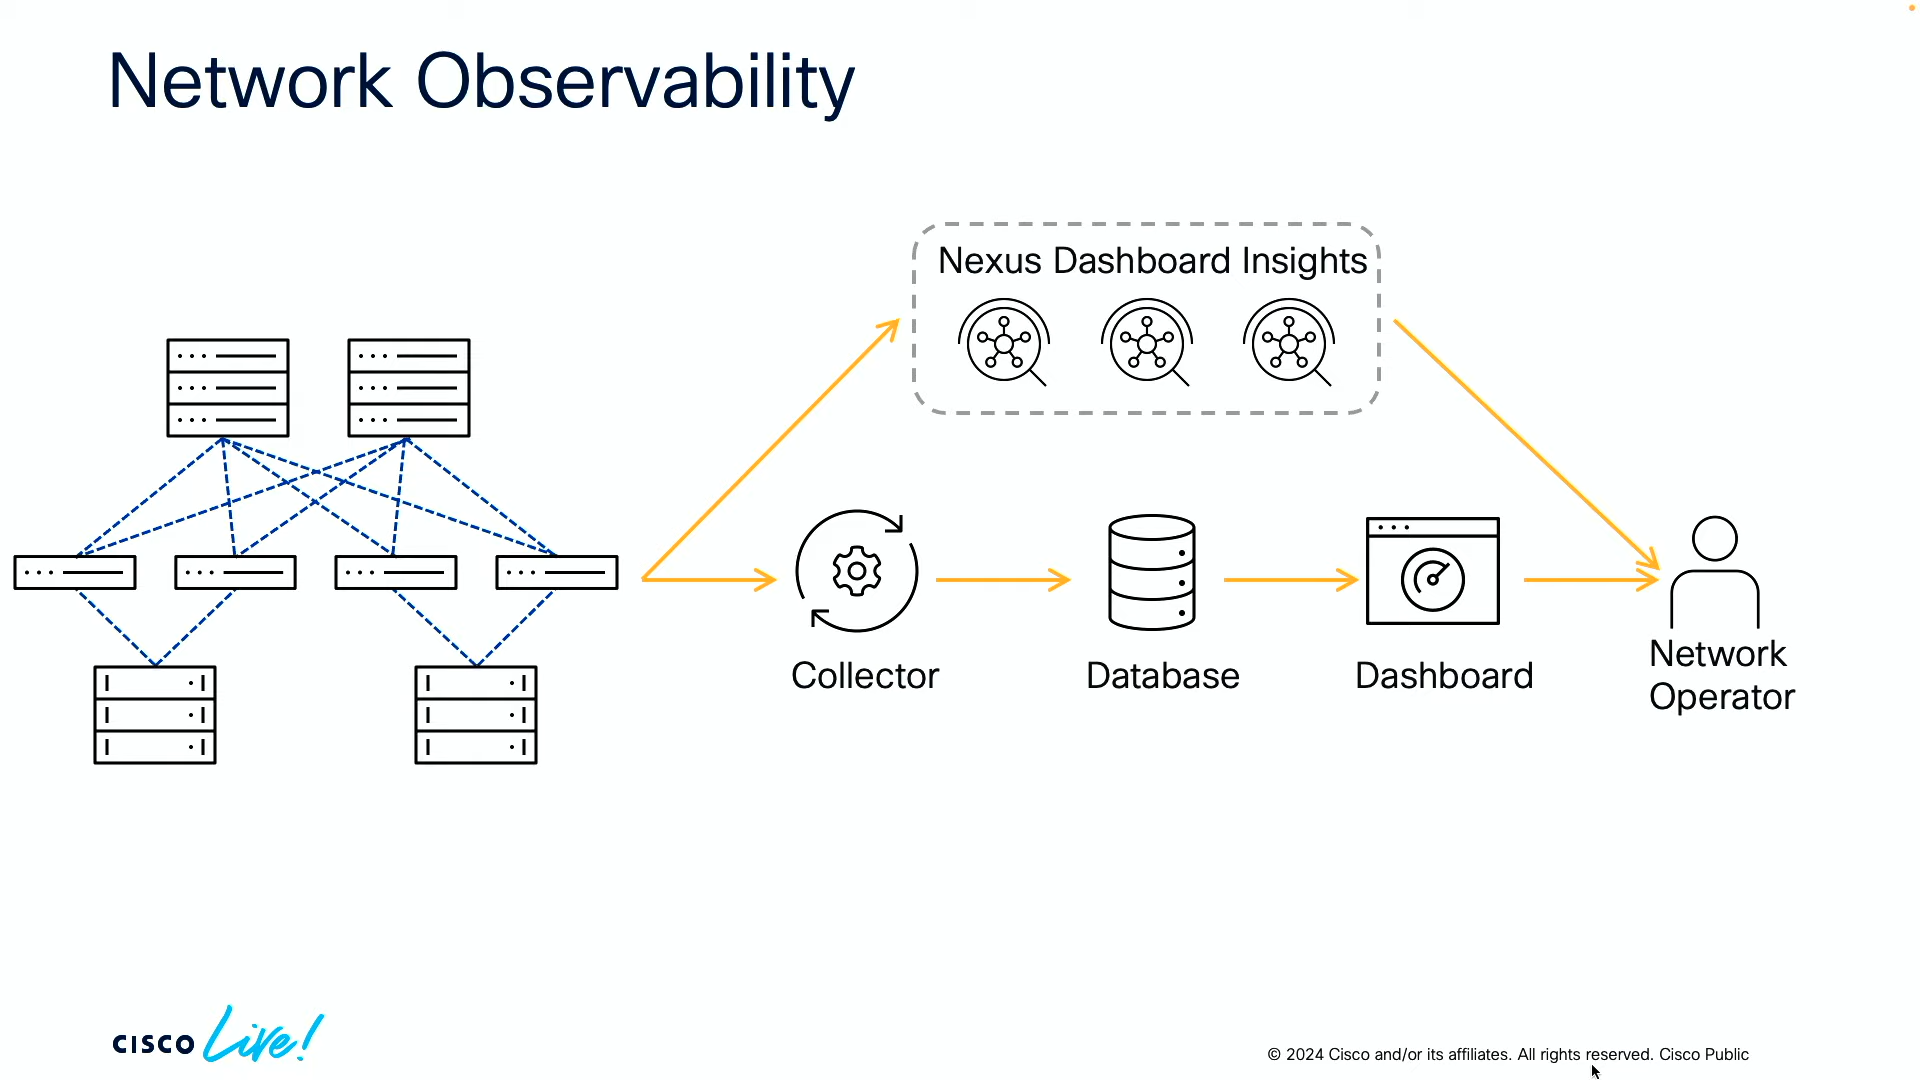 Network Observability
Nexus Dashboard Insights
Collector
Database
Dashboard
Network
Operator
CISCO Live!
© 2024 Cisco and/or its affiliates. All rights reserved. Cisco Public